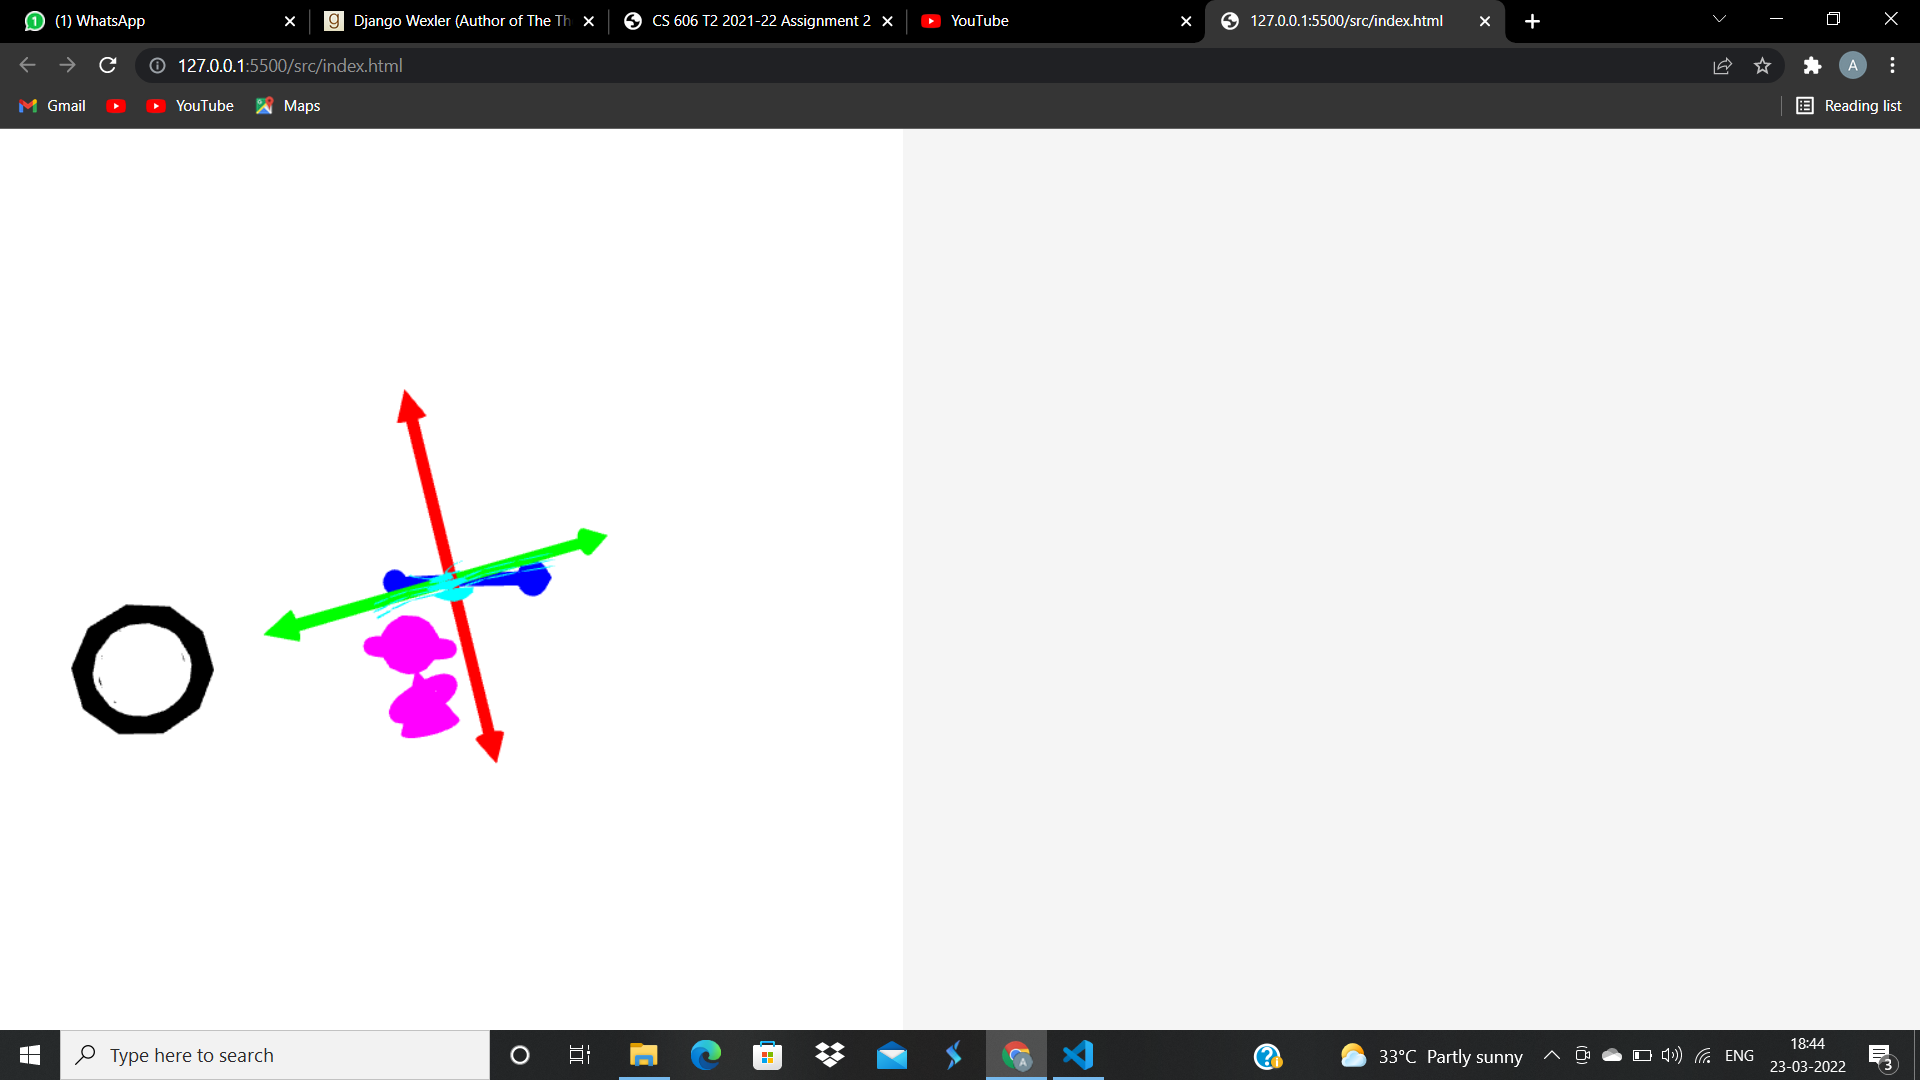 (1) WhatsApp
Django Wexler (Author of The Th
CS 606 T2 2021-22 Assignment 2
YouTube
127.0.0.1:5500/src/index.html
127.0.0.1:5500/src/index.html
A
Gmail
YouTube
Maps
Reading list
Type here to search
33°C Partly sunny
ENG
18:44
23-03-2022
3